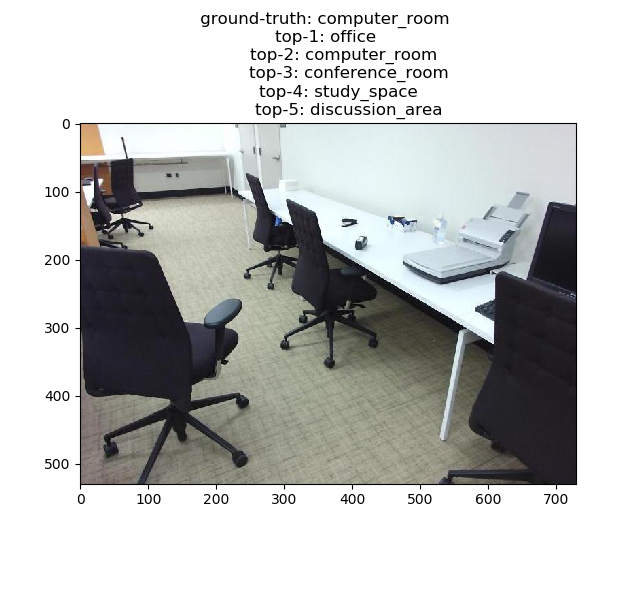 ground-truth: computer_room
top-1: office
top-2: computer_room
top-3: conference_room
top-4: study_space
top-5: discussion_area
0
100
200
300
400
500
0 100 200 300 400 500 600 700